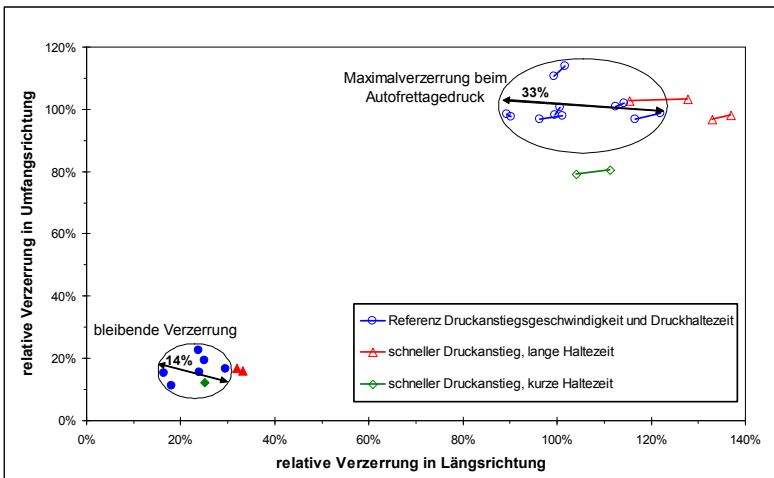 120%
100%
80%
60%
40%
20%
0%
relative Verzerrung in Umfangsrichtung
Maximalverzerrung beim
Autofrettagedruck
33%
bleibende Verzerrung
14%
Referenz Druckanstiegsgeschwindigkeit und Druckhaltezeit
schneller Druckanstieg, lange Haltezeit
schneller Druckanstieg, kurze Haltezeit
0% 20% 40% 60% 80% 100% 120% 140%
relative Verzerrung in Längsrichtung